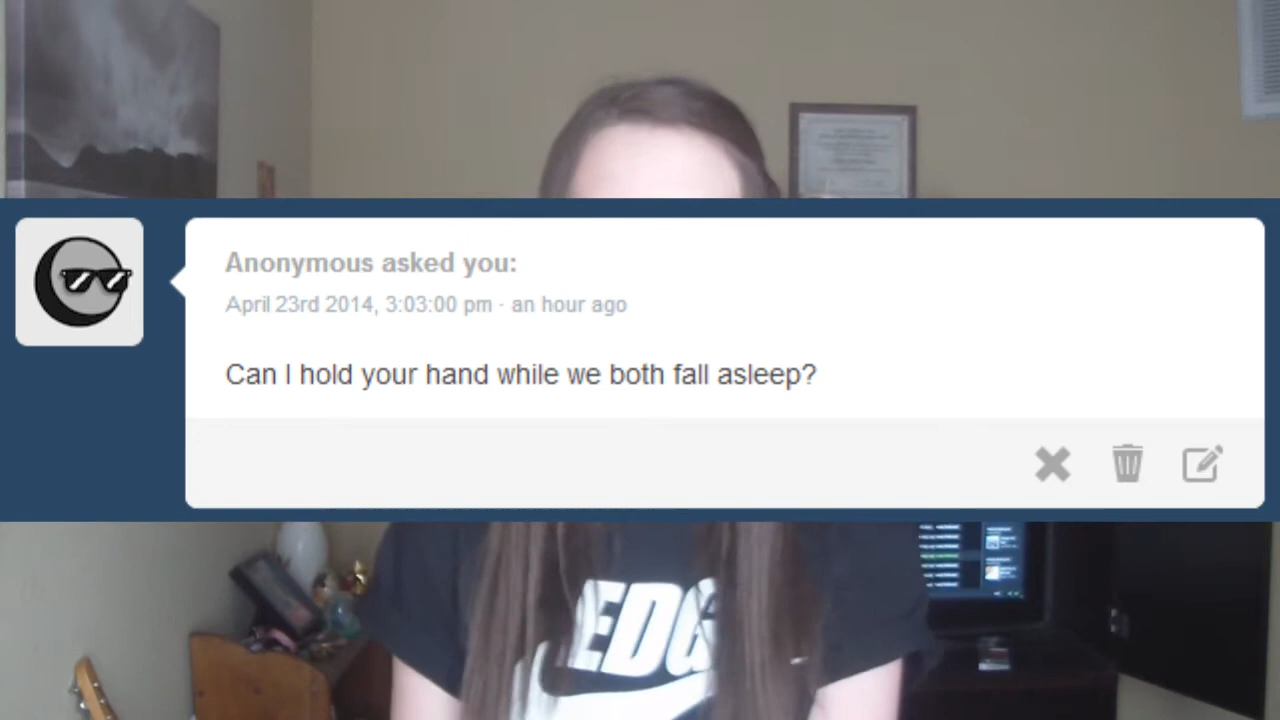 Anonymous asked you:
April 23rd 2014, 3:03:00 pm · an hour ago
Can I hold your hand while we both fall asleep?
EDG